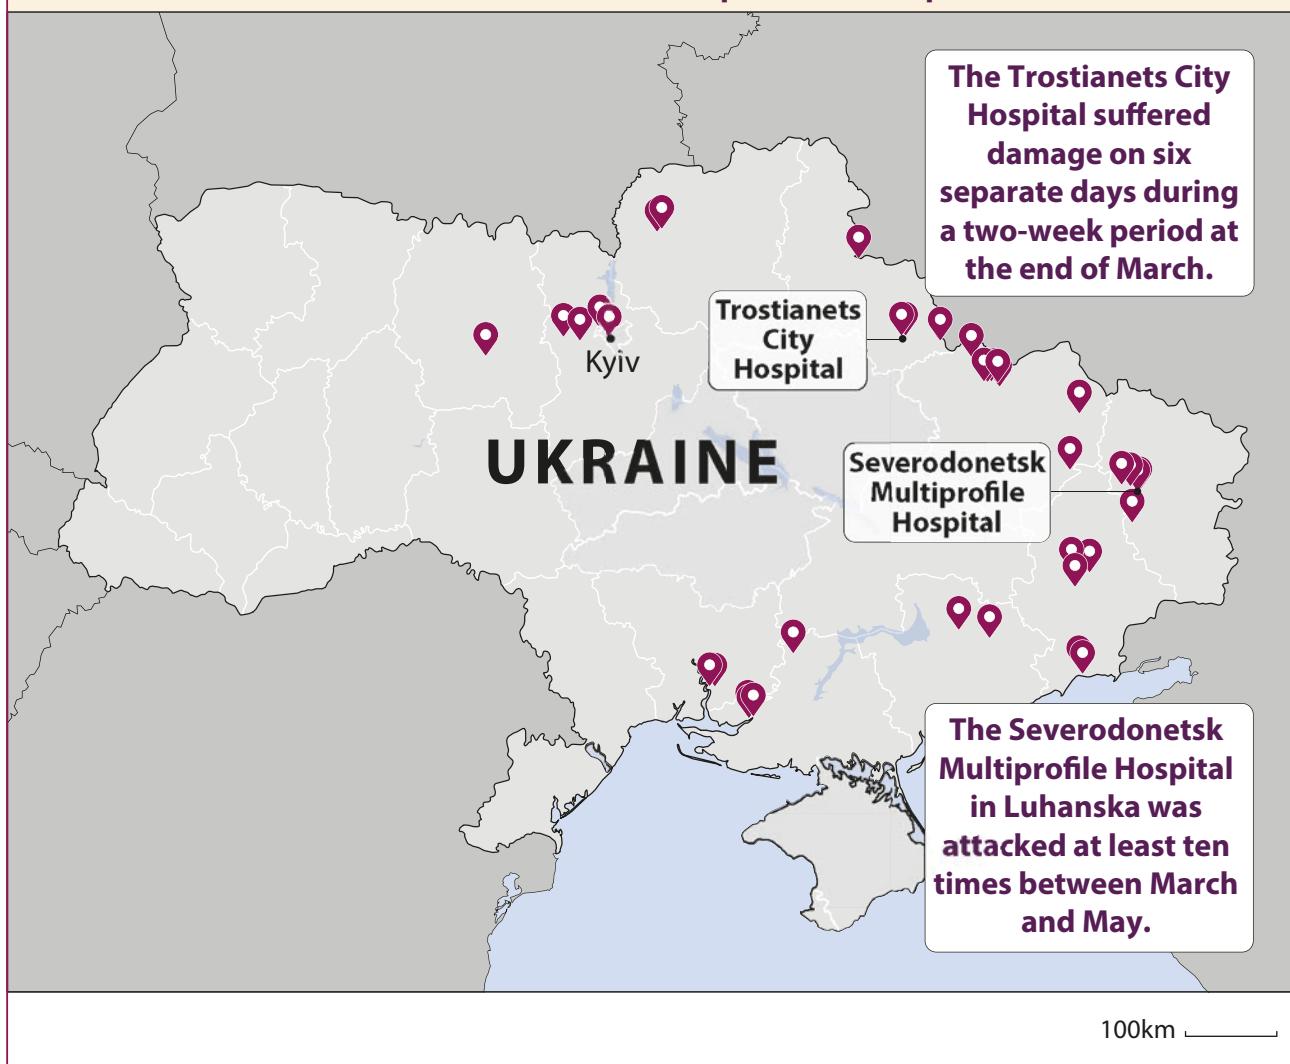 The Trostianets City
Hospital suffered
damage on six
separate days during
a two-week period at
the end of March.
Trostianets
City
Hospital
Kyiv
UKRAINE
Severodonetsk
Multiprofile
Hospital
The Severodonetsk
Multiprofile Hospital
in Luhanska was
attacked at least ten
times between March
and May.
100km